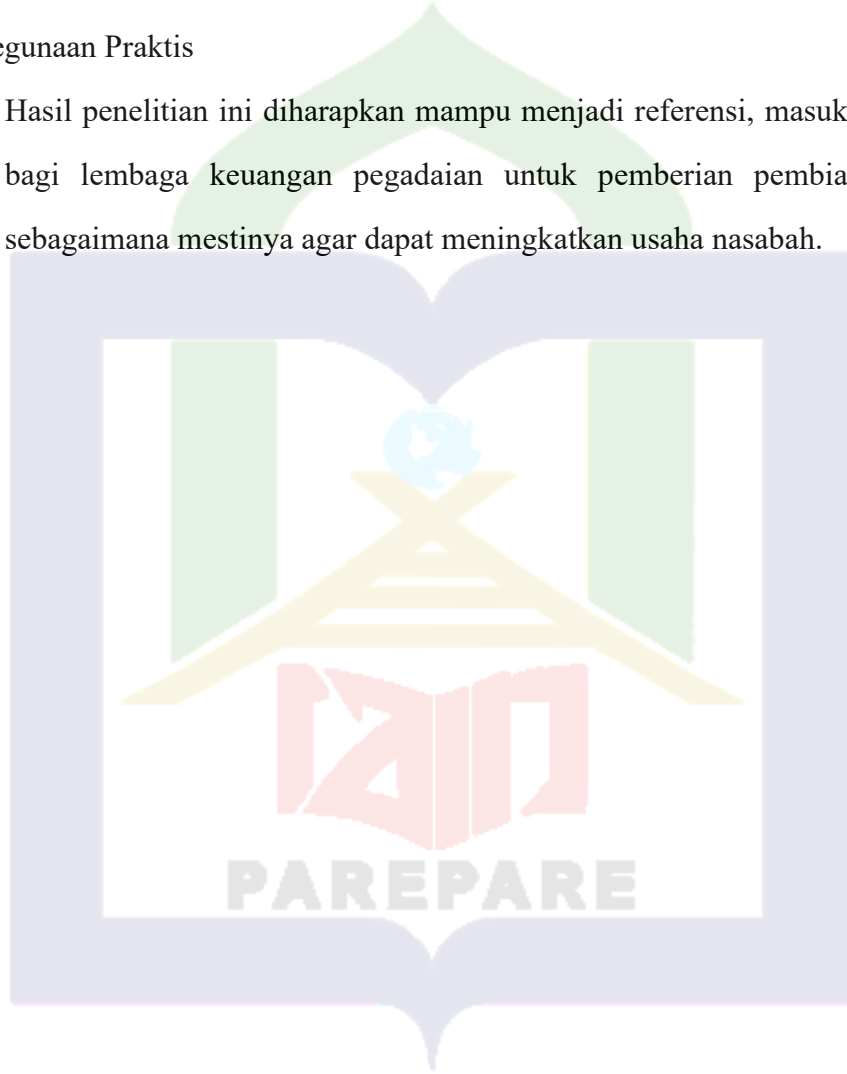 egunaan Praktis
Hasil penelitian ini diharapkan mampu menjadi referensi, masuk
bagi lembaga keuangan pegadaian untuk pemberian pembia
sebagaimana mestinya agar dapat meningkatkan usaha nasabah.
iain
PAREPARE